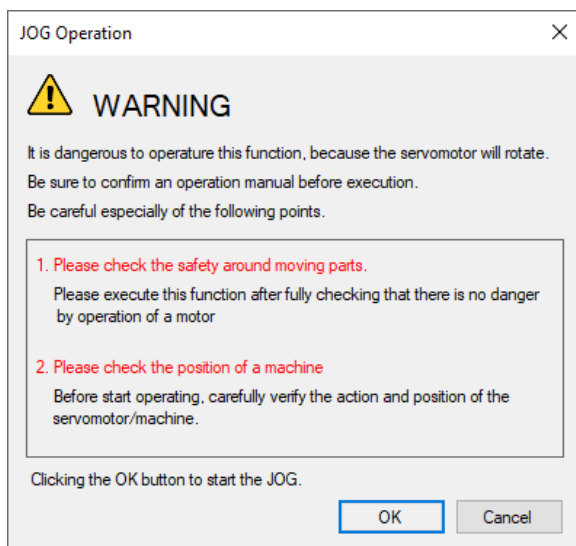 JOG Operation
WARNING
It is dangerous to operature this function, because the servomotor will rotate.
Be sure to confirm an operation manual before execution.
Be careful especially of the following points.
1. Please check the safety around moving parts.
Please execute this function after fully checking that there is no danger
by operation of a motor
2. Please check the position of a machine
Before start operating, carefully verify the action and position of the
servomotor/machine.
Clicking the OK button to start the JOG.
OK
Cancel